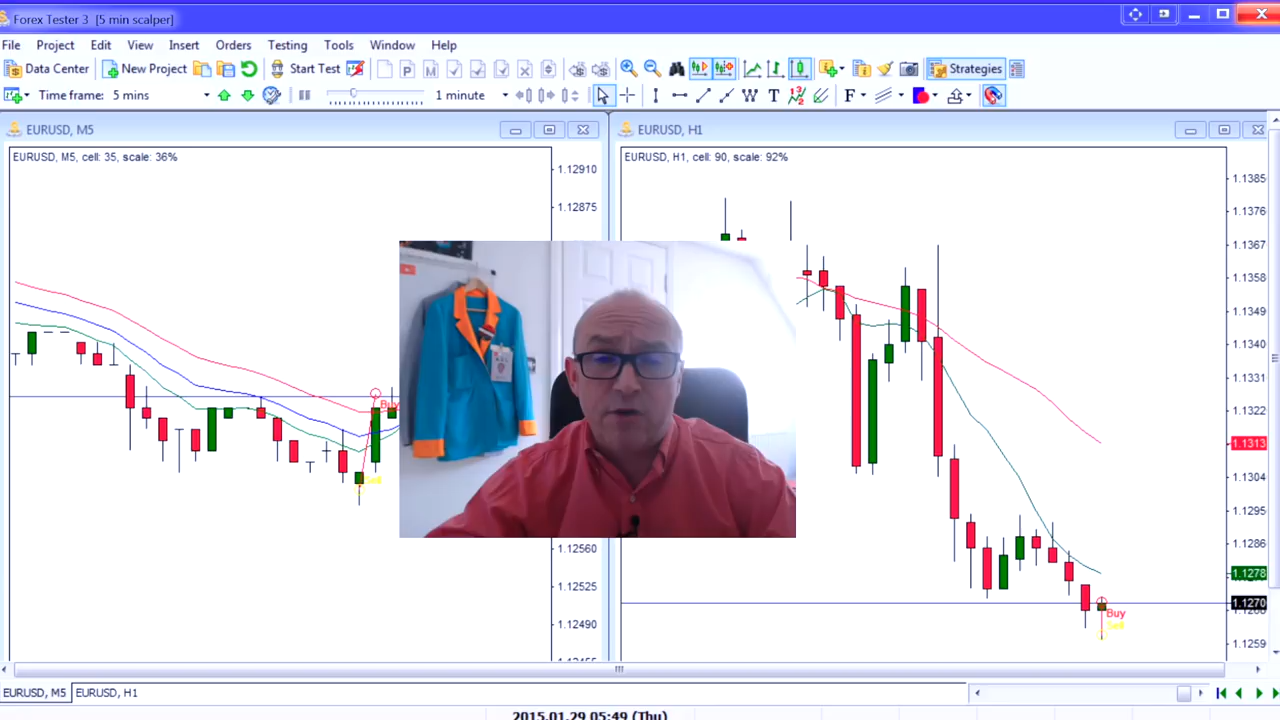 Forex Tester 3 [5 min scalper]
File Project Edit View Insert Orders Testing Tools Window Help
Data Center New Project Start Test Strategies
Time frame: 5 mins 1 minute
EURUSD, M5
EURUSD, M5, cell: 35, scale: 36%
1.12910
1.12875
Buy
Sell
1.12560
1.12525
1.12490
1.12455
EURUSD, H1
EURUSD, H1, cell: 90, scale: 92%
1.1385
1.1376
1.1367
1.1358
1.1349
1.1340
1.1331
1.1322
1.1313
1.1304
1.1295
1.1286
1.1278
1.1270
1.1259
Buy
Sell
EURUSD, M5 EURUSD, H1
2015.01.29 05:49 (Thu)